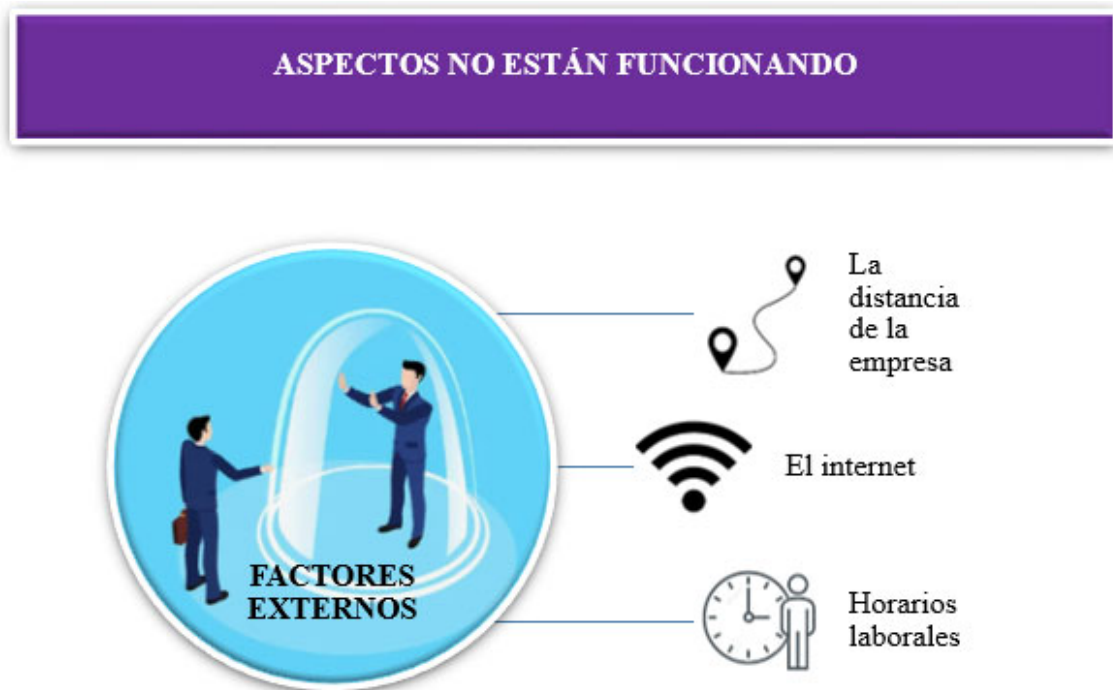 ASPECTOS NO ESTÁN FUNCIONANDO
FACTORES
EXTERNOS
La
distancia
de la
empresa
El internet
Horarios
laborales